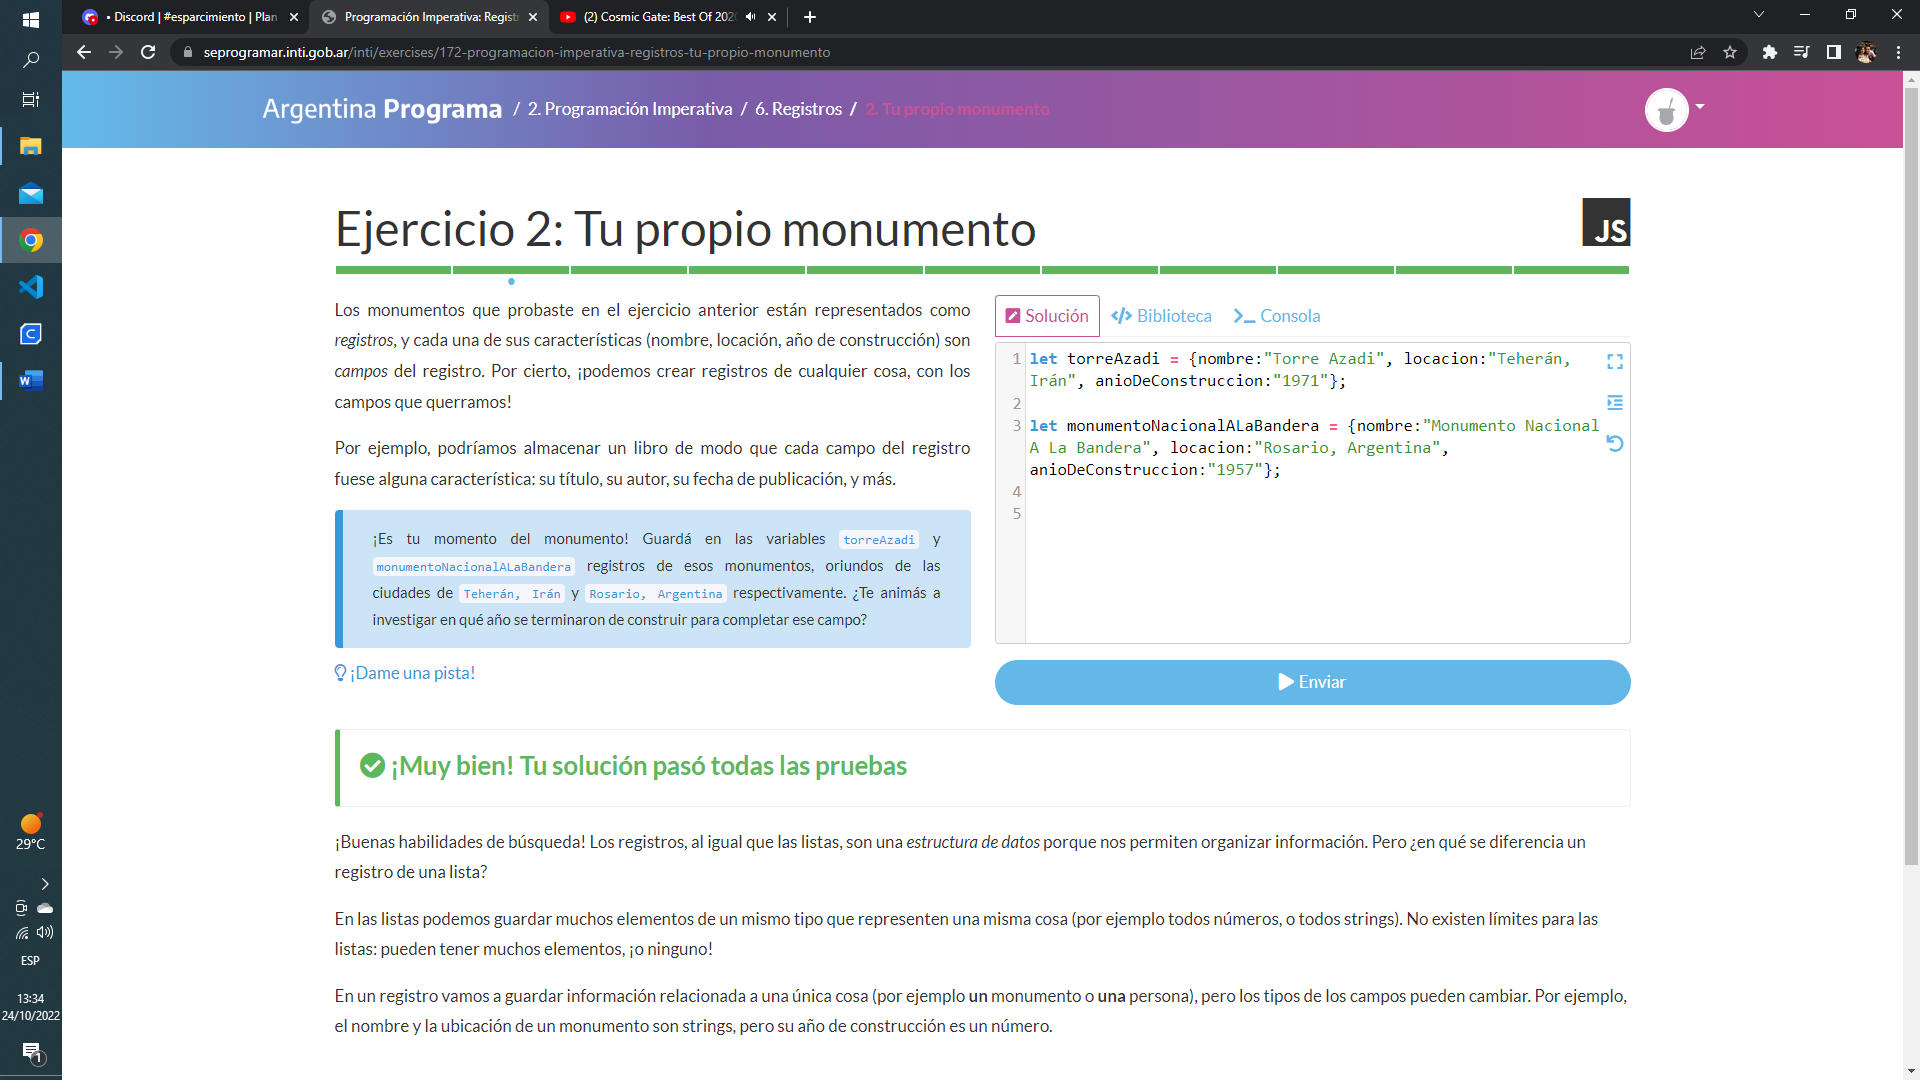 • Discord | #esparcimiento | Plan
Programación Imperativa: Registr
(2) Cosmic Gate: Best Of 202
seprogramar.inti.gob.ar/inti/exercises/172-programacion-imperativa-registros-tu-propio-monumento
Argentina Programa / 2. Programación Imperativa / 6. Registros / 2. Tu propio monumento
Ejercicio 2: Tu propio monumento
JS
Los monumentos que probaste en el ejercicio anterior están representados como
registros, y cada una de sus características (nombre, locación, año de construcción) son
campos del registro. Por cierto, ¡podemos crear registros de cualquier cosa, con los
campos que querramos!
Por ejemplo, podríamos almacenar un libro de modo que cada campo del registro
fuese alguna característica: su título, su autor, su fecha de publicación, y más.
¡Es tu momento del monumento! Guardá en las variables torreAzadi y
monumentoNacionalALaBandera registros de esos monumentos, oriundos de las
ciudades de Teherán, Irán y Rosario, Argentina respectivamente. ¿Te animás a
investigar en qué año se terminaron de construir para completar ese campo?
¡Dame una pista!
Solución
Biblioteca
Consola
1 let torreAzadi = {nombre:"Torre Azadi", locacion:"Teherán,
Irán", anioDeConstruccion:"1971"};
2
3 let monumentoNacionalALaBandera = {nombre:"Monumento Nacional
A La Bandera", locacion:"Rosario, Argentina",
anioDeConstruccion:"1957"};
4
5
Enviar
¡Muy bien! Tu solución pasó todas las pruebas
¡Buenas habilidades de búsqueda! Los registros, al igual que las listas, son una estructura de datos porque nos permiten organizar información. Pero ¿en qué se diferencia un
registro de una lista?
En las listas podemos guardar muchos elementos de un mismo tipo que representen una misma cosa (por ejemplo todos números, o todos strings). No existen límites para las
listas: pueden tener muchos elementos, ¡o ninguno!
En un registro vamos a guardar información relacionada a una única cosa (por ejemplo un monumento o una persona), pero los tipos de los campos pueden cambiar. Por ejemplo,
el nombre y la ubicación de un monumento son strings, pero su año de construcción es un número.
29°C
ESP
13:34
24/10/2022
1